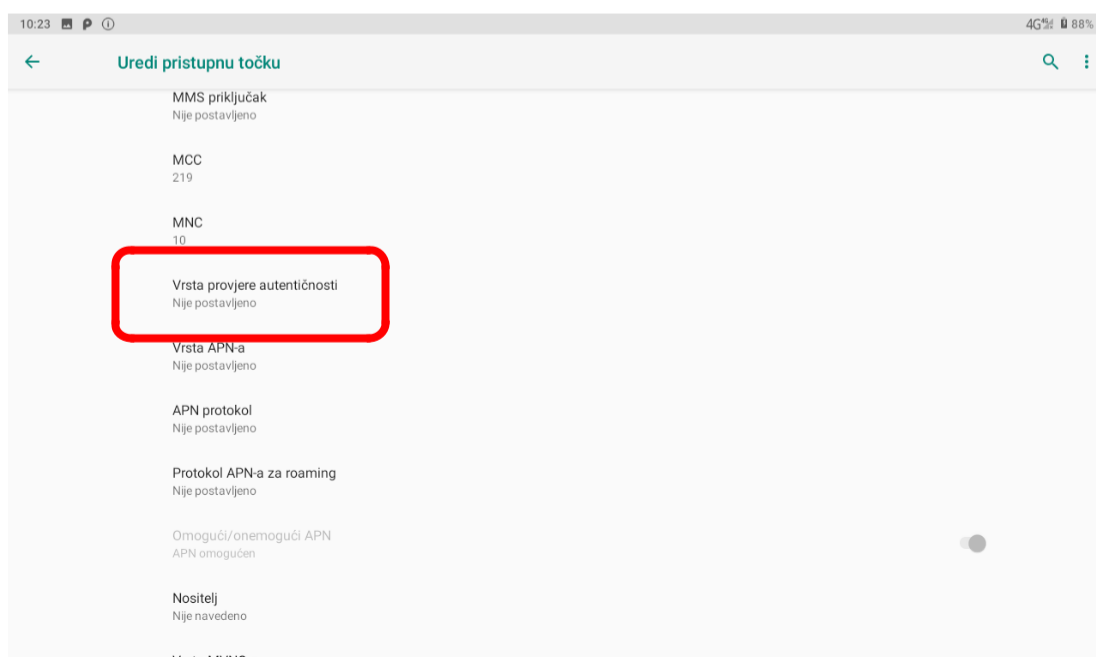 10:23
4G 88%
Uredi pristupnu točku
MMS priključak
Nije postavljeno
MCC
219
MNC
10
Vrsta provjere autentičnosti
Nije postavljeno
Vrsta APN-a
Nije postavljeno
APN protokol
Nije postavljeno
Protokol APN-a za roaming
Nije postavljeno
Omogući/onemogući APN
APN omogućen
Nositelj
Nije navedeno